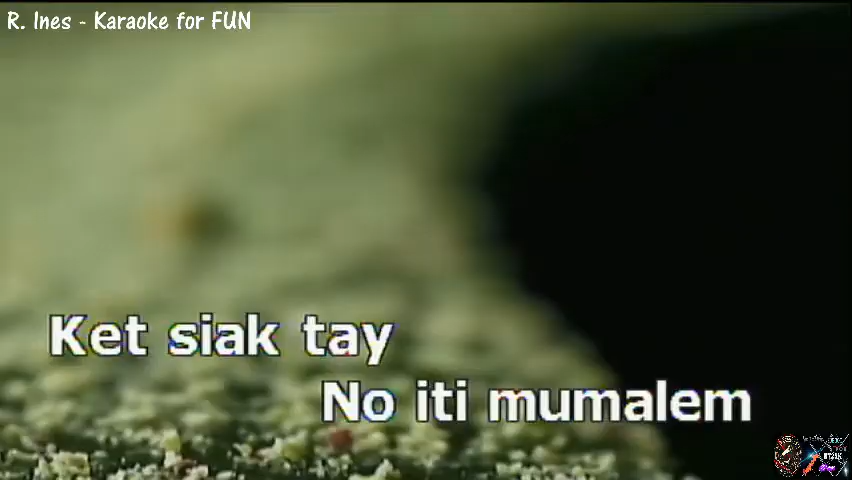 R. Ines - Karaoke for FUN
Ket siak tay
No iti mumalem